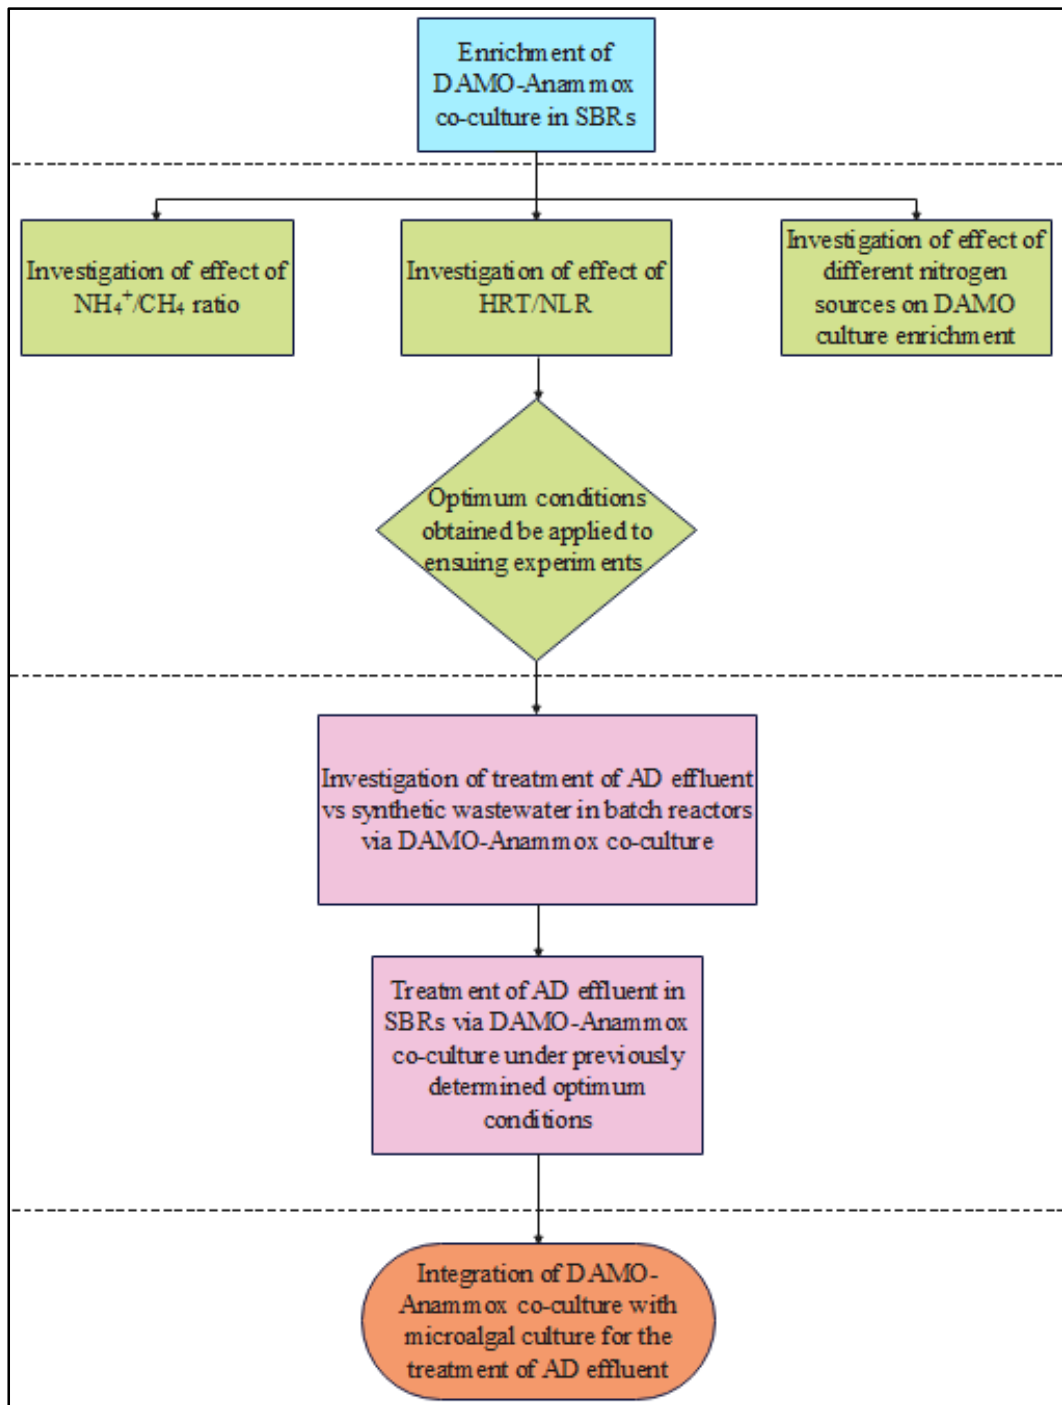 Enrichment of
DAMO-Anammox
co-culture in SBRs
Investigation of effect of
NH₄⁺/CH₄ ratio
Investigation of effect of
HRT/NLR
Investigation of effect of
different nitrogen
sources on DAMO
culture enrichment
Optimum conditions
obtained be applied to
ensuing experiments
Investigation of treatment of AD effluent
vs synthetic wastewater in batch reactors
via DAMO-Anammox co-culture
Treatment of AD effluent in
SBRs via DAMO-Anammox
co-culture under previously
determined optimum
conditions
Integration of DAMO-
Anammox co-culture with
microalgal culture for the
treatment of AD effluent